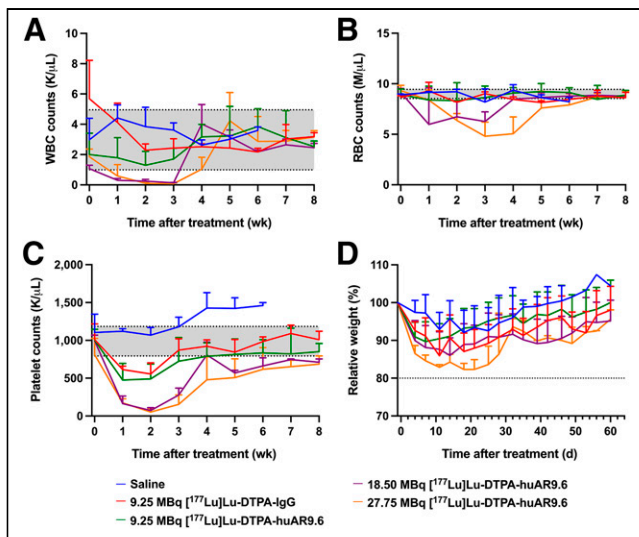 A
WBC counts (K/μL)
8
6
4
2
0
0 1 2 3 4 5 6 7 8
Time after treatment (wk)
B
RBC counts (M/μL)
15
10
5
0
0 1 2 3 4 5 6 7 8
Time after treatment (wk)
C
Platelet counts (K/μL)
2,000
1,500
1,000
500
0
0 1 2 3 4 5 6 7 8
Time after treatment (wk)
D
Relative weight (%)
110
100
90
80
70
0 10 20 30 40 50 60
Time after treatment (d)
Saline
9.25 MBq [¹⁷⁷Lu]Lu-DTPA-IgG
9.25 MBq [¹⁷⁷Lu]Lu-DTPA-huAR9.6
18.50 MBq [¹⁷⁷Lu]Lu-DTPA-huAR9.6
27.75 MBq [¹⁷⁷Lu]Lu-DTPA-huAR9.6